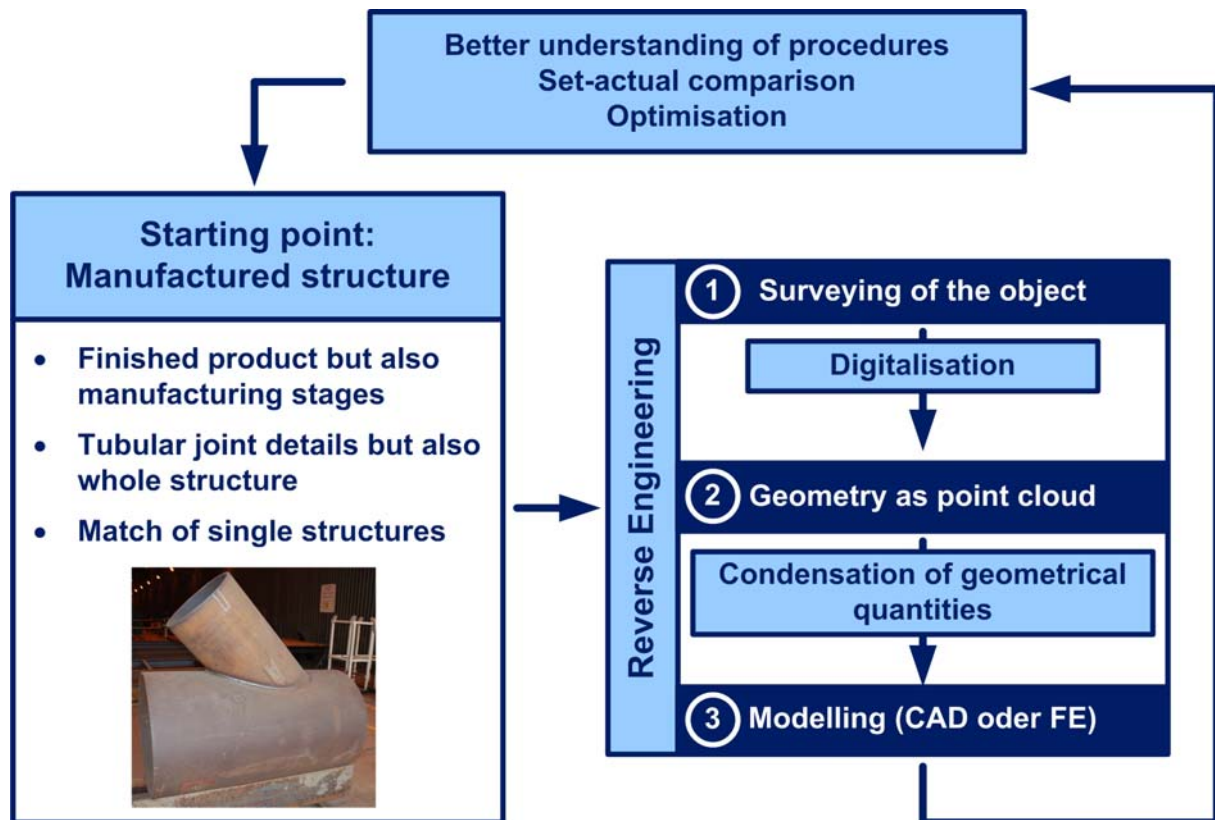 Better understanding of procedures
Set-actual comparison
Optimisation
Starting point:
Manufactured structure
• Finished product but also
manufacturing stages
• Tubular joint details but also
whole structure
• Match of single structures
Reverse Engineering
1 Surveying of the object
Digitalisation
2 Geometry as point cloud
Condensation of geometrical
quantities
3 Modelling (CAD oder FE)